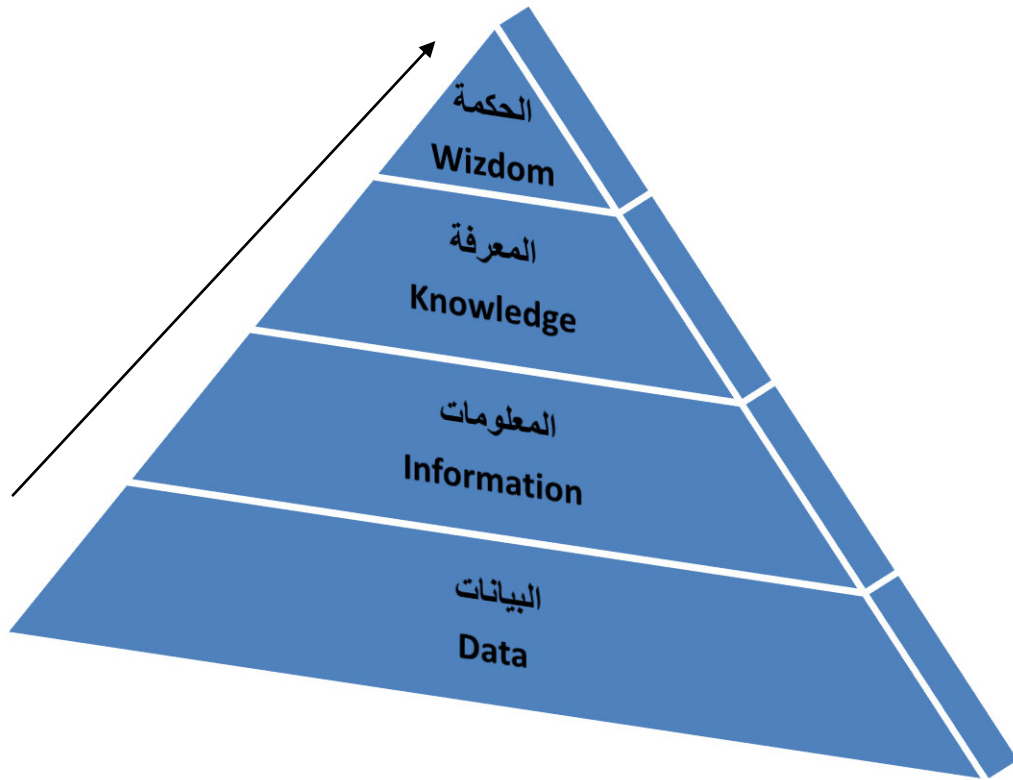 الحكمة
Wizdom
المعرفة
Knowledge
المعلومات
Information
البيانات
Data